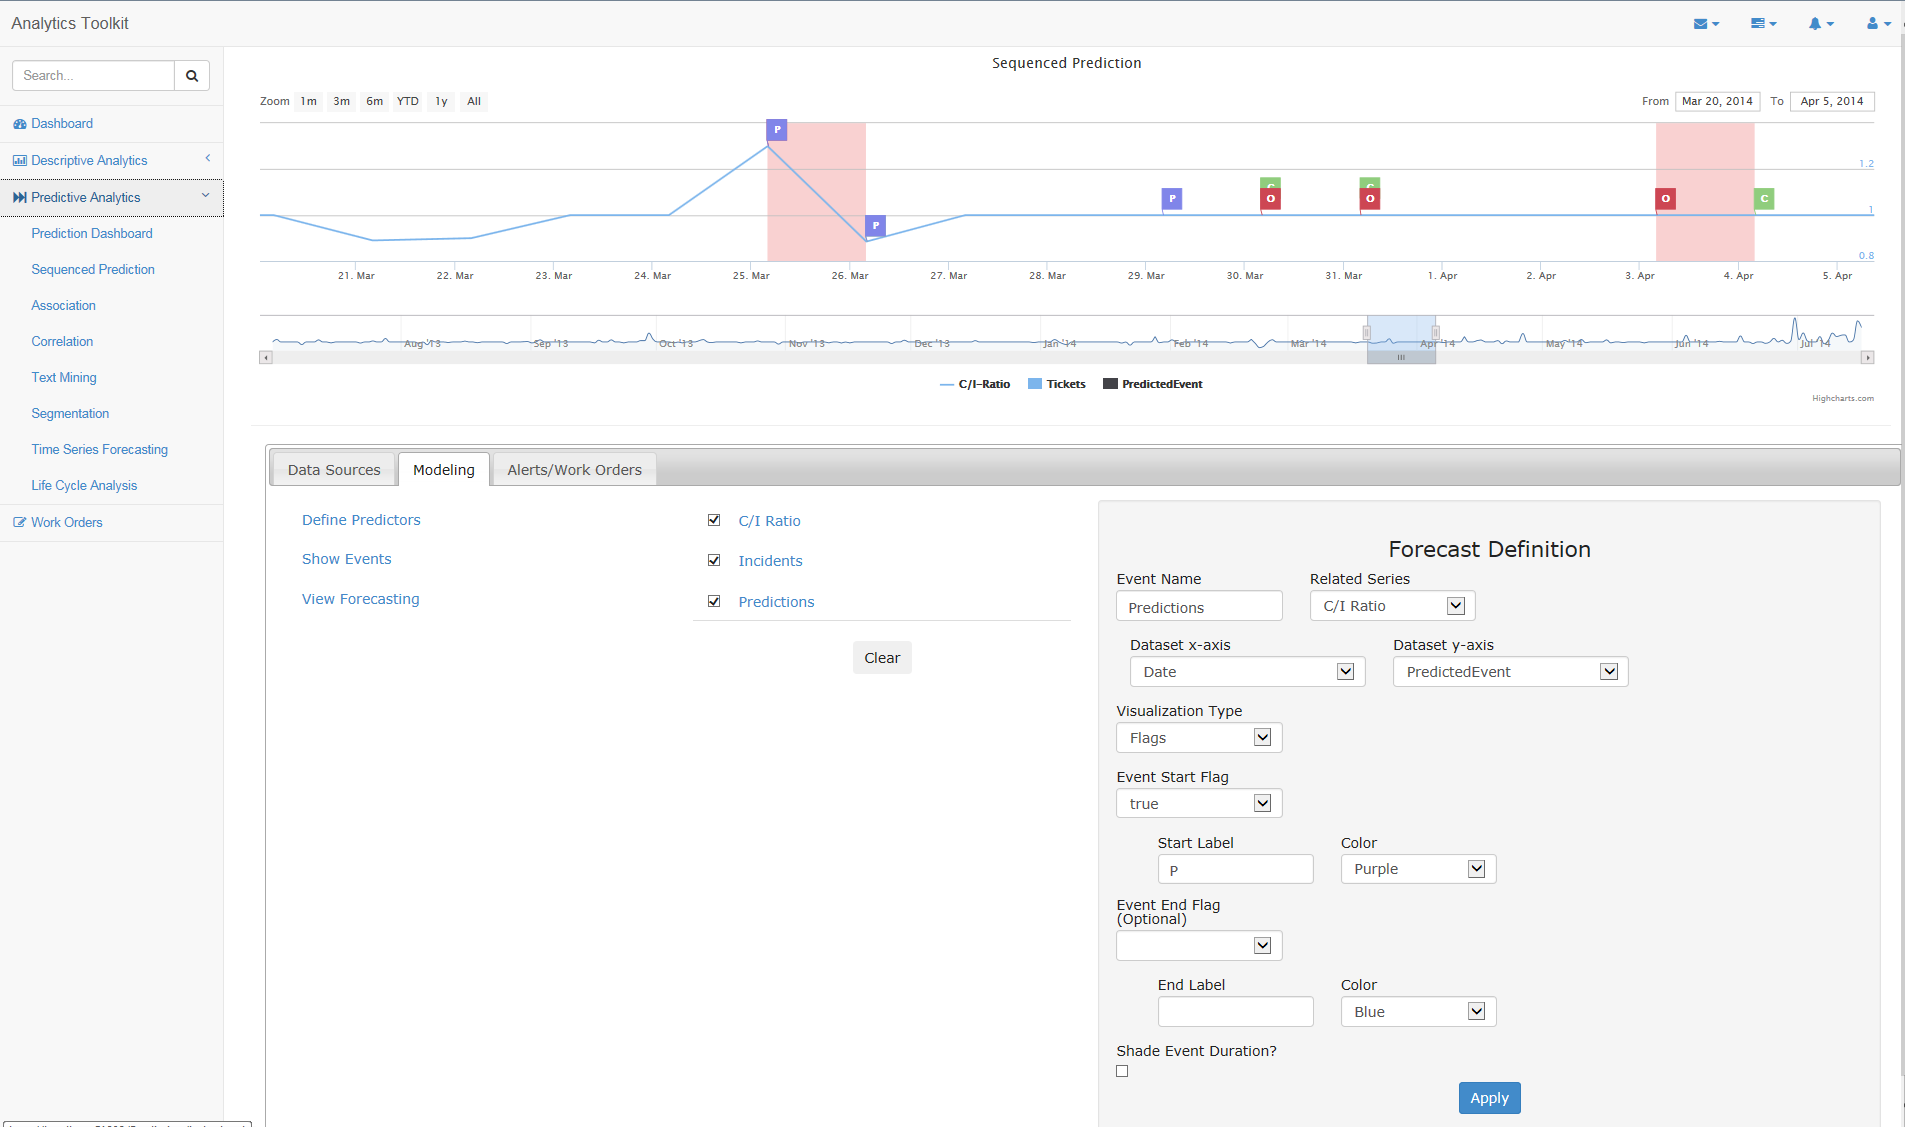 Analytics Toolkit
Search...
Dashboard
Descriptive Analytics
Predictive Analytics
Prediction Dashboard
Sequenced Prediction
Association
Correlation
Text Mining
Segmentation
Time Series Forecasting
Life Cycle Analysis
Work Orders
Sequenced Prediction
Zoom 1m 3m 6m YTD 1y All
From Mar 20, 2014 To Apr 5, 2014
P
1.2
P C C
O O O C
1
P
0.8
21. Mar 22. Mar 23. Mar 24. Mar 25. Mar 26. Mar 27. Mar 28. Mar 29. Mar 30. Mar 31. Mar 1. Apr 2. Apr 3. Apr 4. Apr 5. Apr
Aug '13 Sep '13 Oct '13 Nov '13 Dec '13 Jan '14 Feb '14 Mar '14 Apr '14 May '14 Jun '14 Jul '14
C/I-Ratio Tickets PredictedEvent
Highcharts.com
Data Sources Modeling Alerts/Work Orders
Define Predictors
Show Events
View Forecasting
C/I Ratio
Incidents
Predictions
Clear
Forecast Definition
Event Name Related Series
Predictions C/I Ratio
Dataset x-axis Dataset y-axis
Date PredictedEvent
Visualization Type
Flags
Event Start Flag
true
Start Label Color
P Purple
Event End Flag
(Optional)
End Label Color
Blue
Shade Event Duration?
Apply